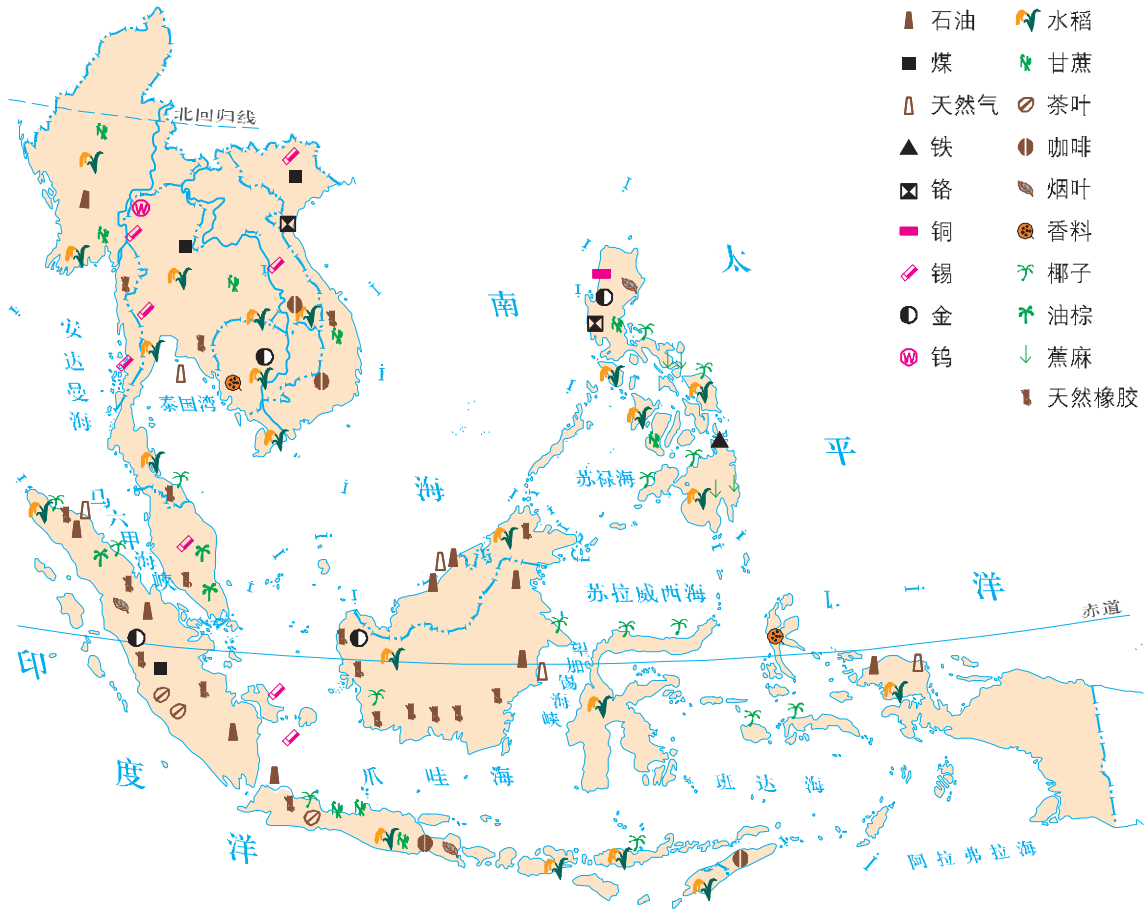 石油
水稻
煤
甘蔗
天然气
茶叶
铁
咖啡
铬
烟叶
铜
香料
锡
椰子
金
油棕
钨
蕉麻
天然橡胶
北回归线
太
平
洋
南
海
安达曼海
泰国湾
苏禄海
马六甲海峡
文
苏拉威西海
赤道
望加锡海峡
印
度
洋
爪哇海
班达海
阿拉弗拉海
W
W